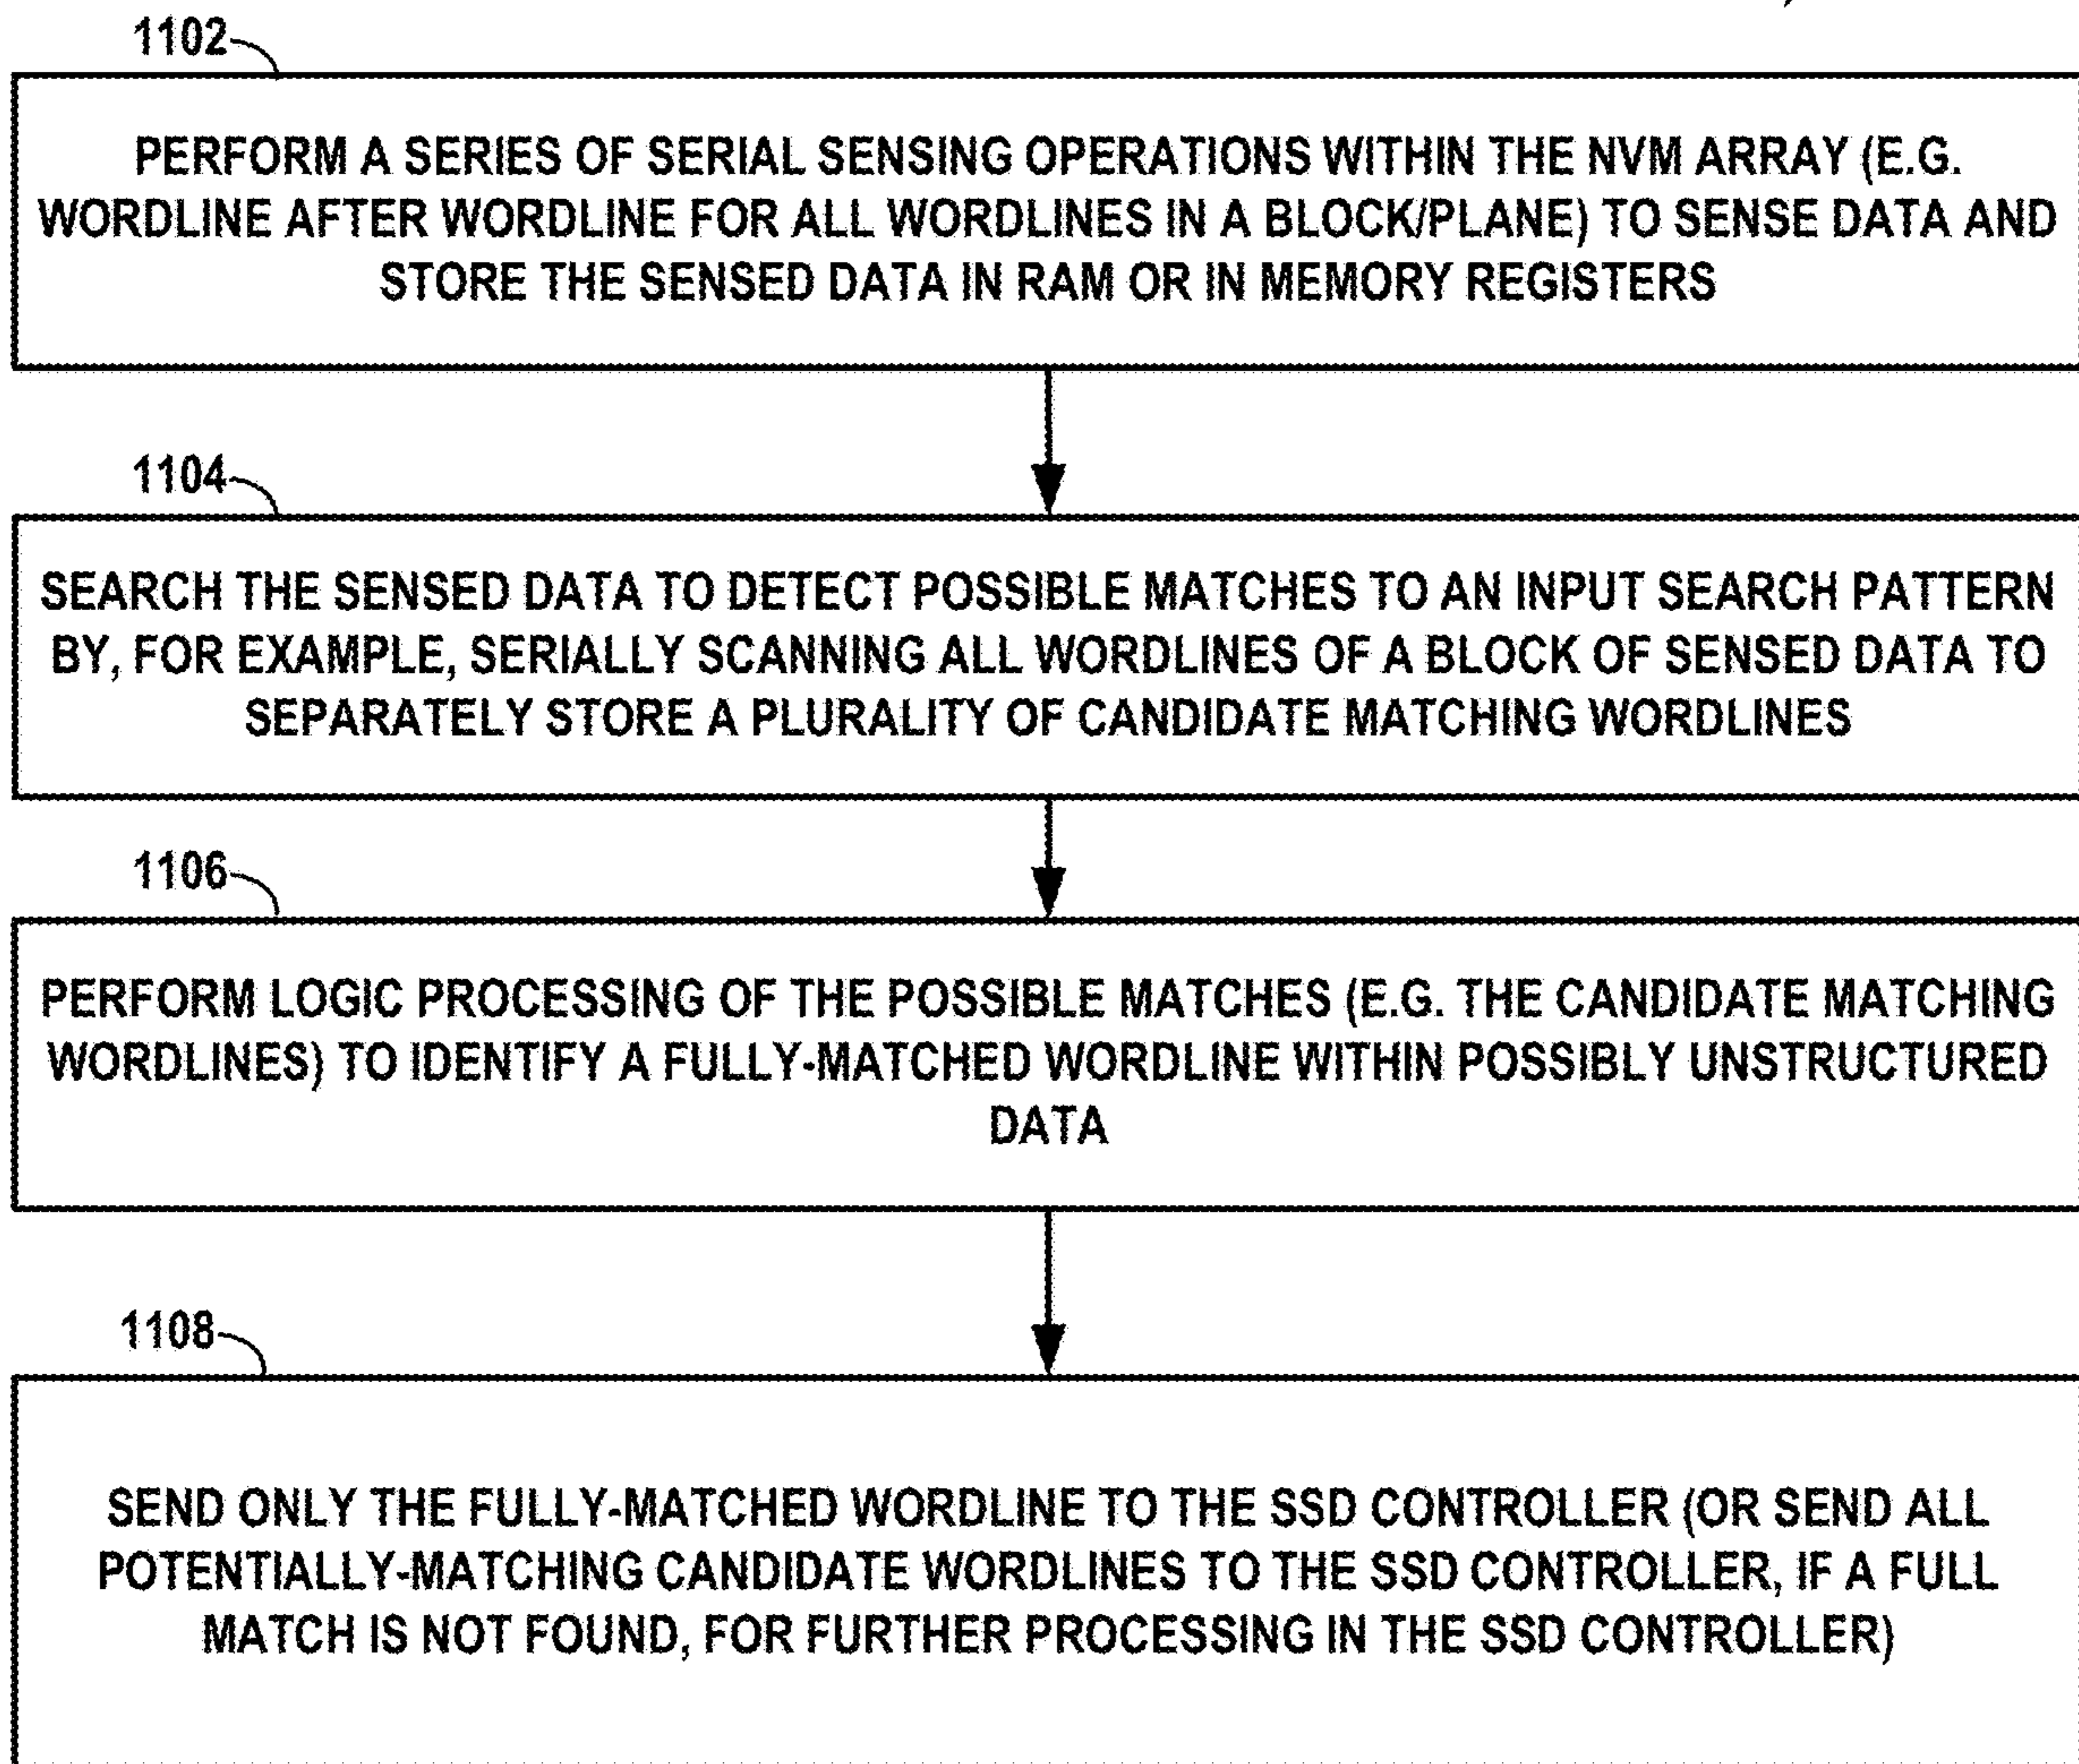 1102
PERFORM A SERIES OF SERIAL SENSING OPERATIONS WITHIN THE NVM ARRAY (E.G.
WORDLINE AFTER WORDLINE FOR ALL WORDLINES IN A BLOCK/PLANE) TO SENSE DATA AND
STORE THE SENSED DATA IN RAM OR IN MEMORY REGISTERS
1104
SEARCH THE SENSED DATA TO DETECT POSSIBLE MATCHES TO AN INPUT SEARCH PATTERN
BY, FOR EXAMPLE, SERIALLY SCANNING ALL WORDLINES OF A BLOCK OF SENSED DATA TO
SEPARATELY STORE A PLURALITY OF CANDIDATE MATCHING WORDLINES
1106
PERFORM LOGIC PROCESSING OF THE POSSIBLE MATCHES (E.G. THE CANDIDATE MATCHING
WORDLINES) TO IDENTIFY A FULLY-MATCHED WORDLINE WITHIN POSSIBLY UNSTRUCTURED
DATA
1108
SEND ONLY THE FULLY-MATCHED WORDLINE TO THE SSD CONTROLLER (OR SEND ALL
POTENTIALLY-MATCHING CANDIDATE WORDLINES TO THE SSD CONTROLLER, IF A FULL
MATCH IS NOT FOUND, FOR FURTHER PROCESSING IN THE SSD CONTROLLER)